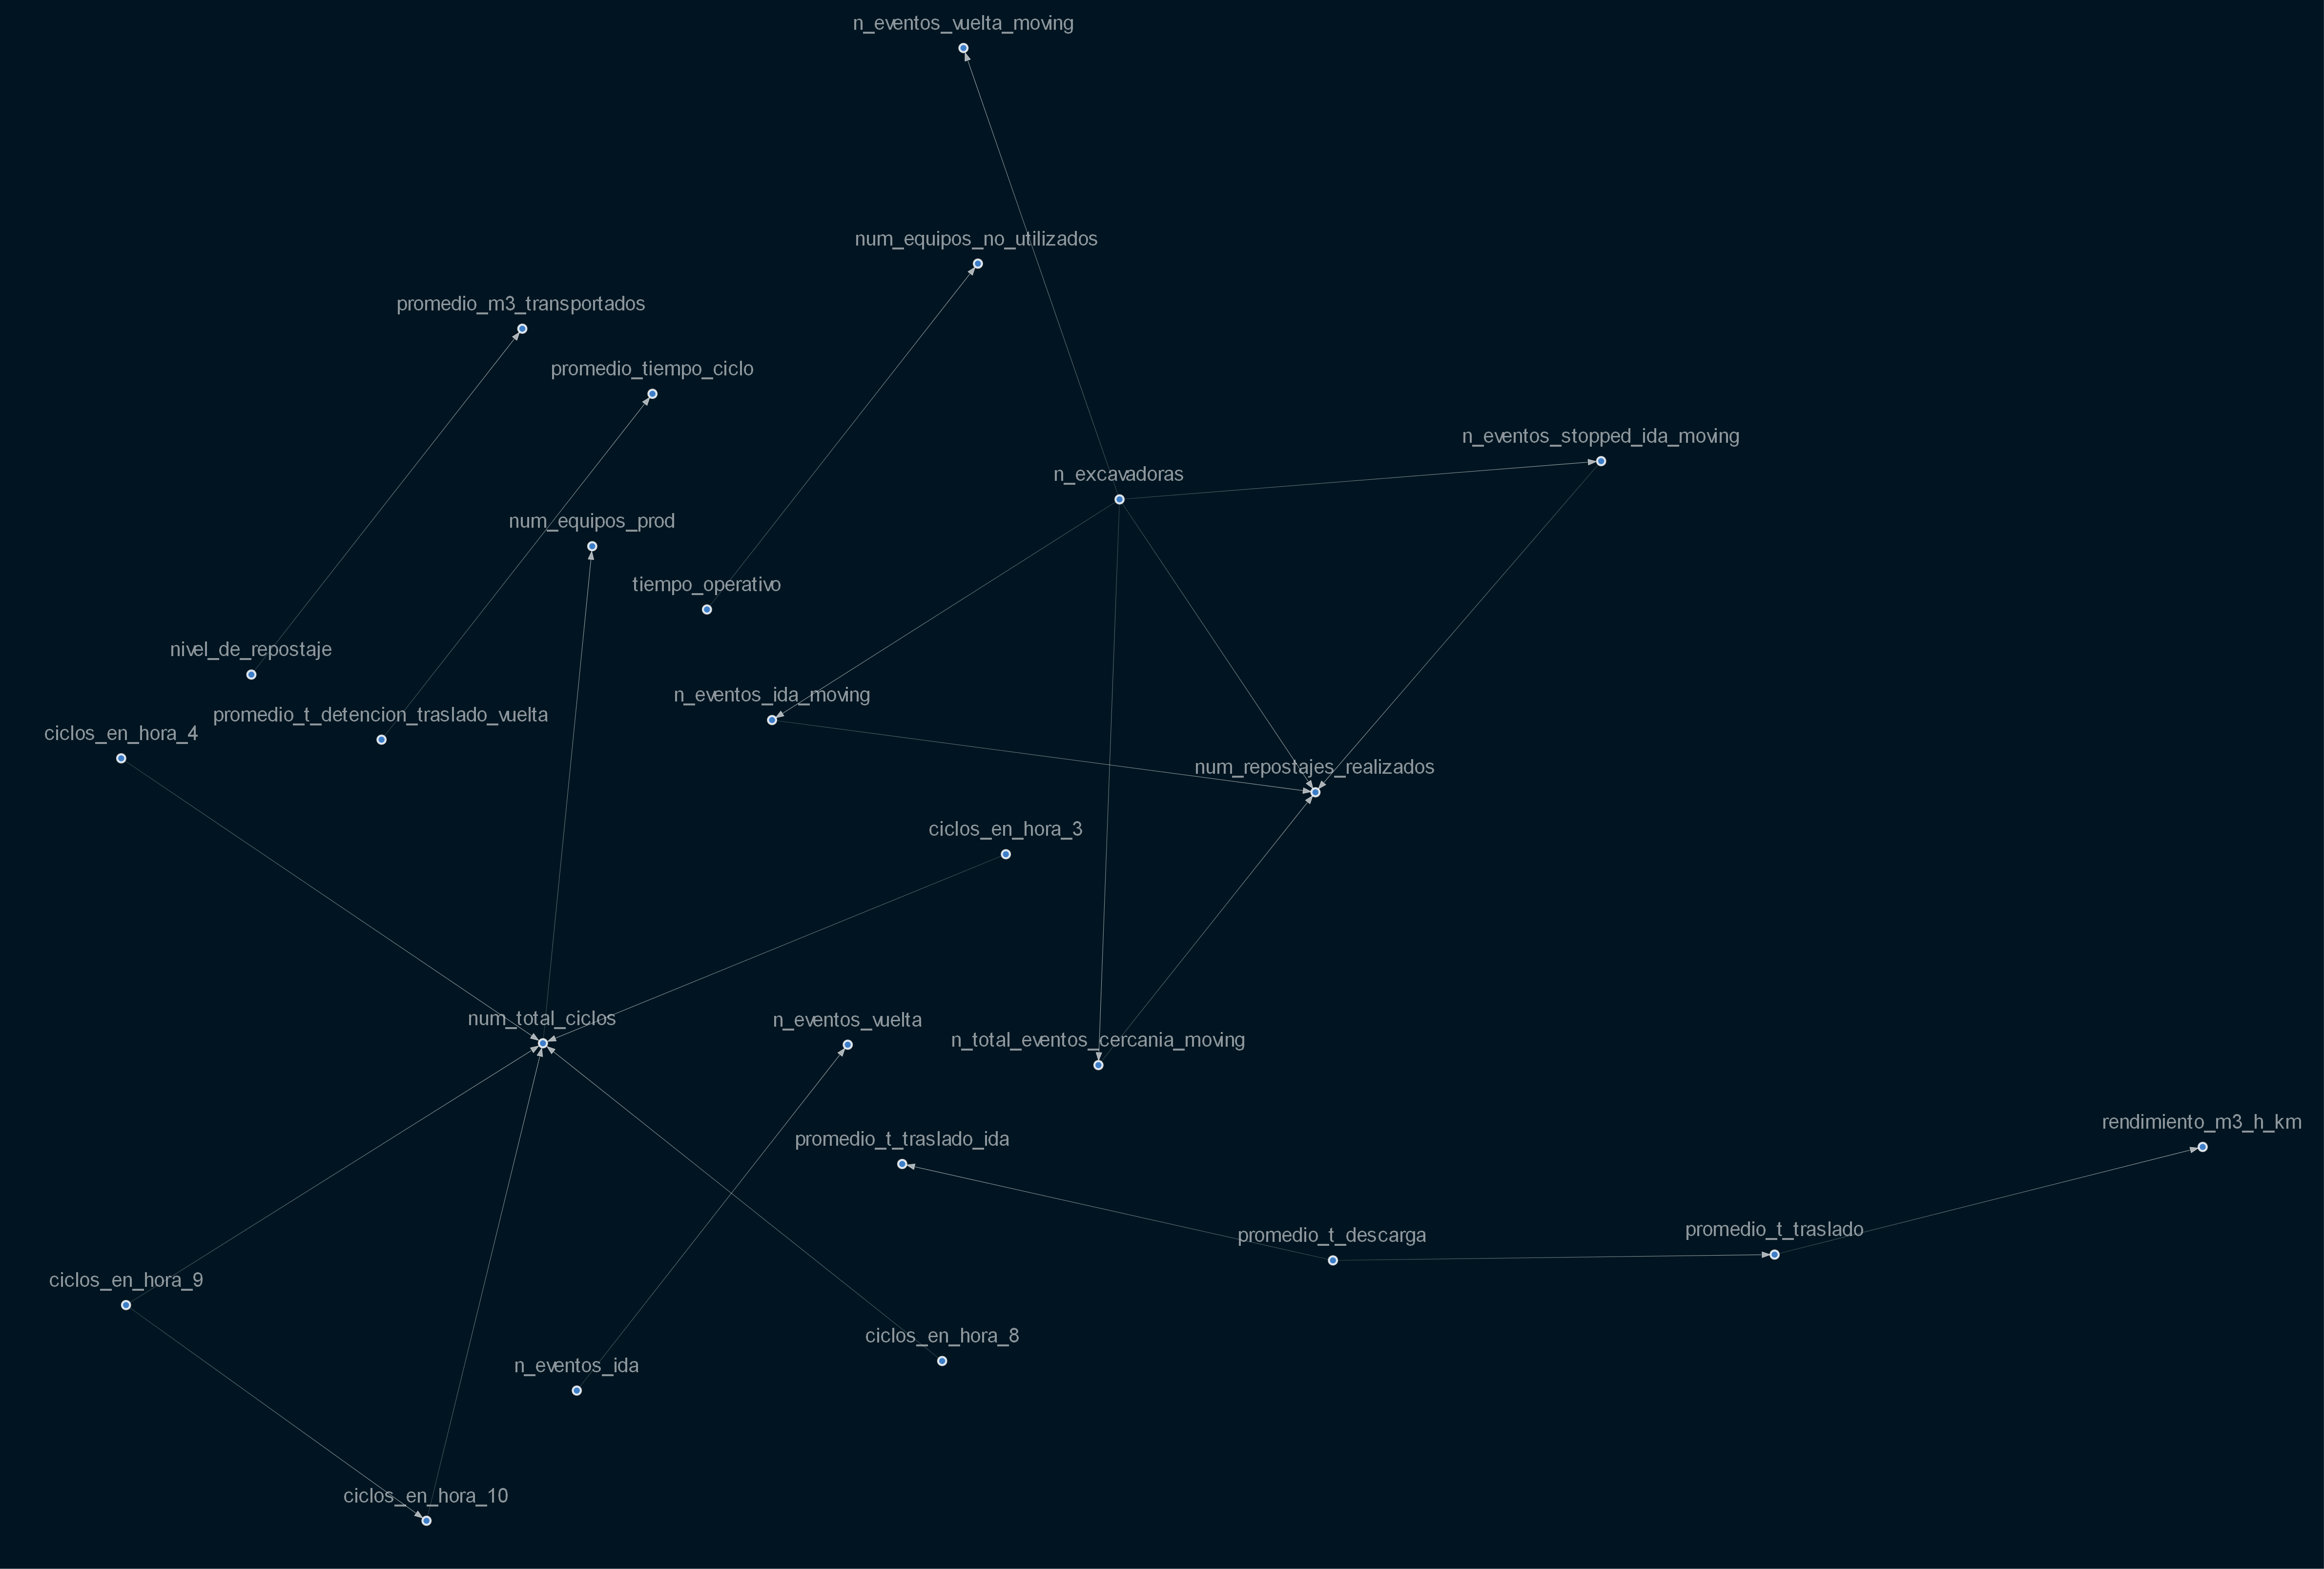 n_eventos_vuelta_moving
num_equipos_no_utilizados
promedio_m3_transportados
promedio_tiempo_ciclo
n_eventos_stopped_ida_moving
n_excavadoras
num_equipos_prod
tiempo_operativo
nivel_de_repostaje
n_eventos_ida_moving
promedio_t_detencion_traslado_vuelta
ciclos_en_hora_4
num_repostajes_realizados
ciclos_en_hora_3
num_total_ciclos
n_eventos_vuelta
n_total_eventos_cercania_moving
rendimiento_m3_h_km
promedio_t_traslado_ida
promedio_t_traslado
promedio_t_descarga
ciclos_en_hora_9
ciclos_en_hora_8
n_eventos_ida
ciclos_en_hora_10